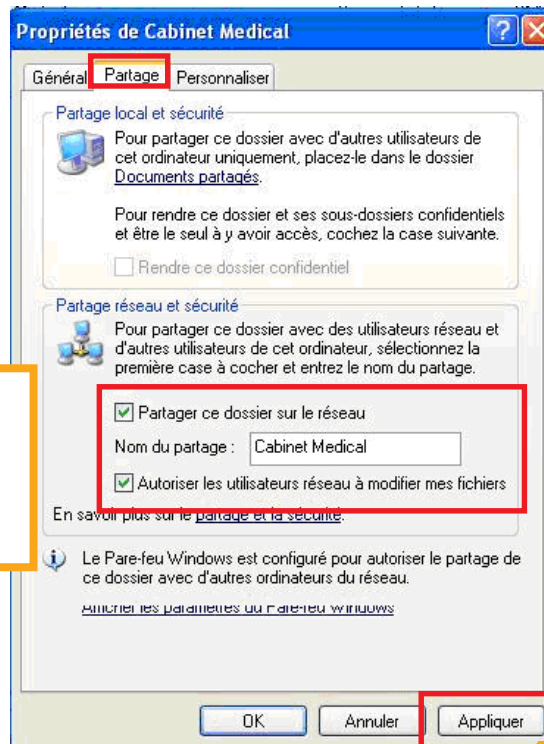 Propriétés de Cabinet Medical
Général Partage Personnaliser
Partage local et sécurité
Pour partager ce dossier avec d'autres utilisateurs de
cet ordinateur uniquement, placez-le dans le dossier
Documents partagés.
Pour rendre ce dossier et ses sous-dossiers confidentiels
et être le seul à y avoir accès, cochez la case suivante.
Rendre ce dossier confidentiel
Partage réseau et sécurité
Pour partager ce dossier avec des utilisateurs réseau et
d'autres utilisateurs de cet ordinateur, sélectionnez la
première case à cocher et entrez le nom du partage.
Partager ce dossier sur le réseau
Nom du partage : Cabinet Medical
Autoriser les utilisateurs réseau à modifier mes fichiers
En savoir plus sur le partage et la sécurité.
Le Pare-feu Windows est configuré pour autoriser le partage de
ce dossier avec d'autres ordinateurs du réseau.
Afficher les paramètres du Pare-feu Windows
OK Annuler Appliquer